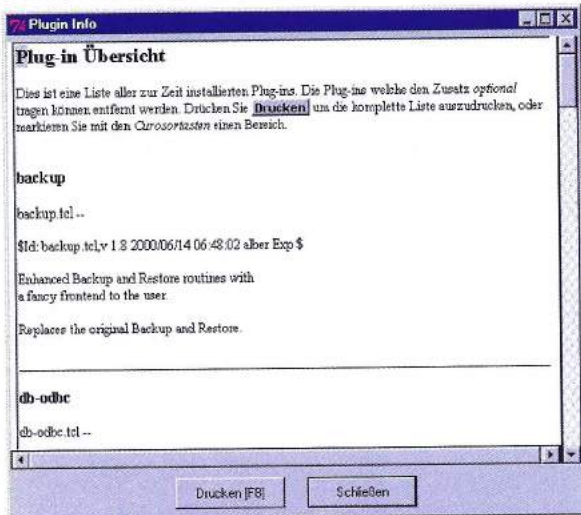 Plugin Info
Plug-in Übersicht
Dies ist eine Liste aller zur Zeit installierten Plug-ins. Die Plug-ins welche den Zusatz optional
tragen können entfernt werden. Drücken Sie Drucken um die komplette Liste auszudrucken, oder
markieren Sie mit den Curosortasten einen Bereich.
backup
backup.tcl --
$Id: backup.tcl,v 1.8 2000/06/14 06:48:02 alber Exp $
Enhanced Backup and Restore routines with
a fancy frontend to the user.
Replaces the original Backup and Restore.
db-odbc
db-odbc.tcl --
Drucken [F8]
Schießen